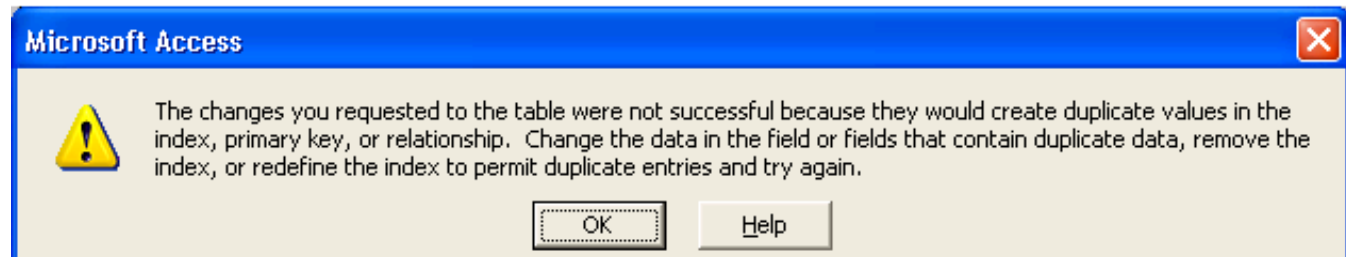 Microsoft Access
The changes you requested to the table were not successful because they would create duplicate values in the
index, primary key, or relationship.  Change the data in the field or fields that contain duplicate data, remove the
index, or redefine the index to permit duplicate entries and try again.
OK Help